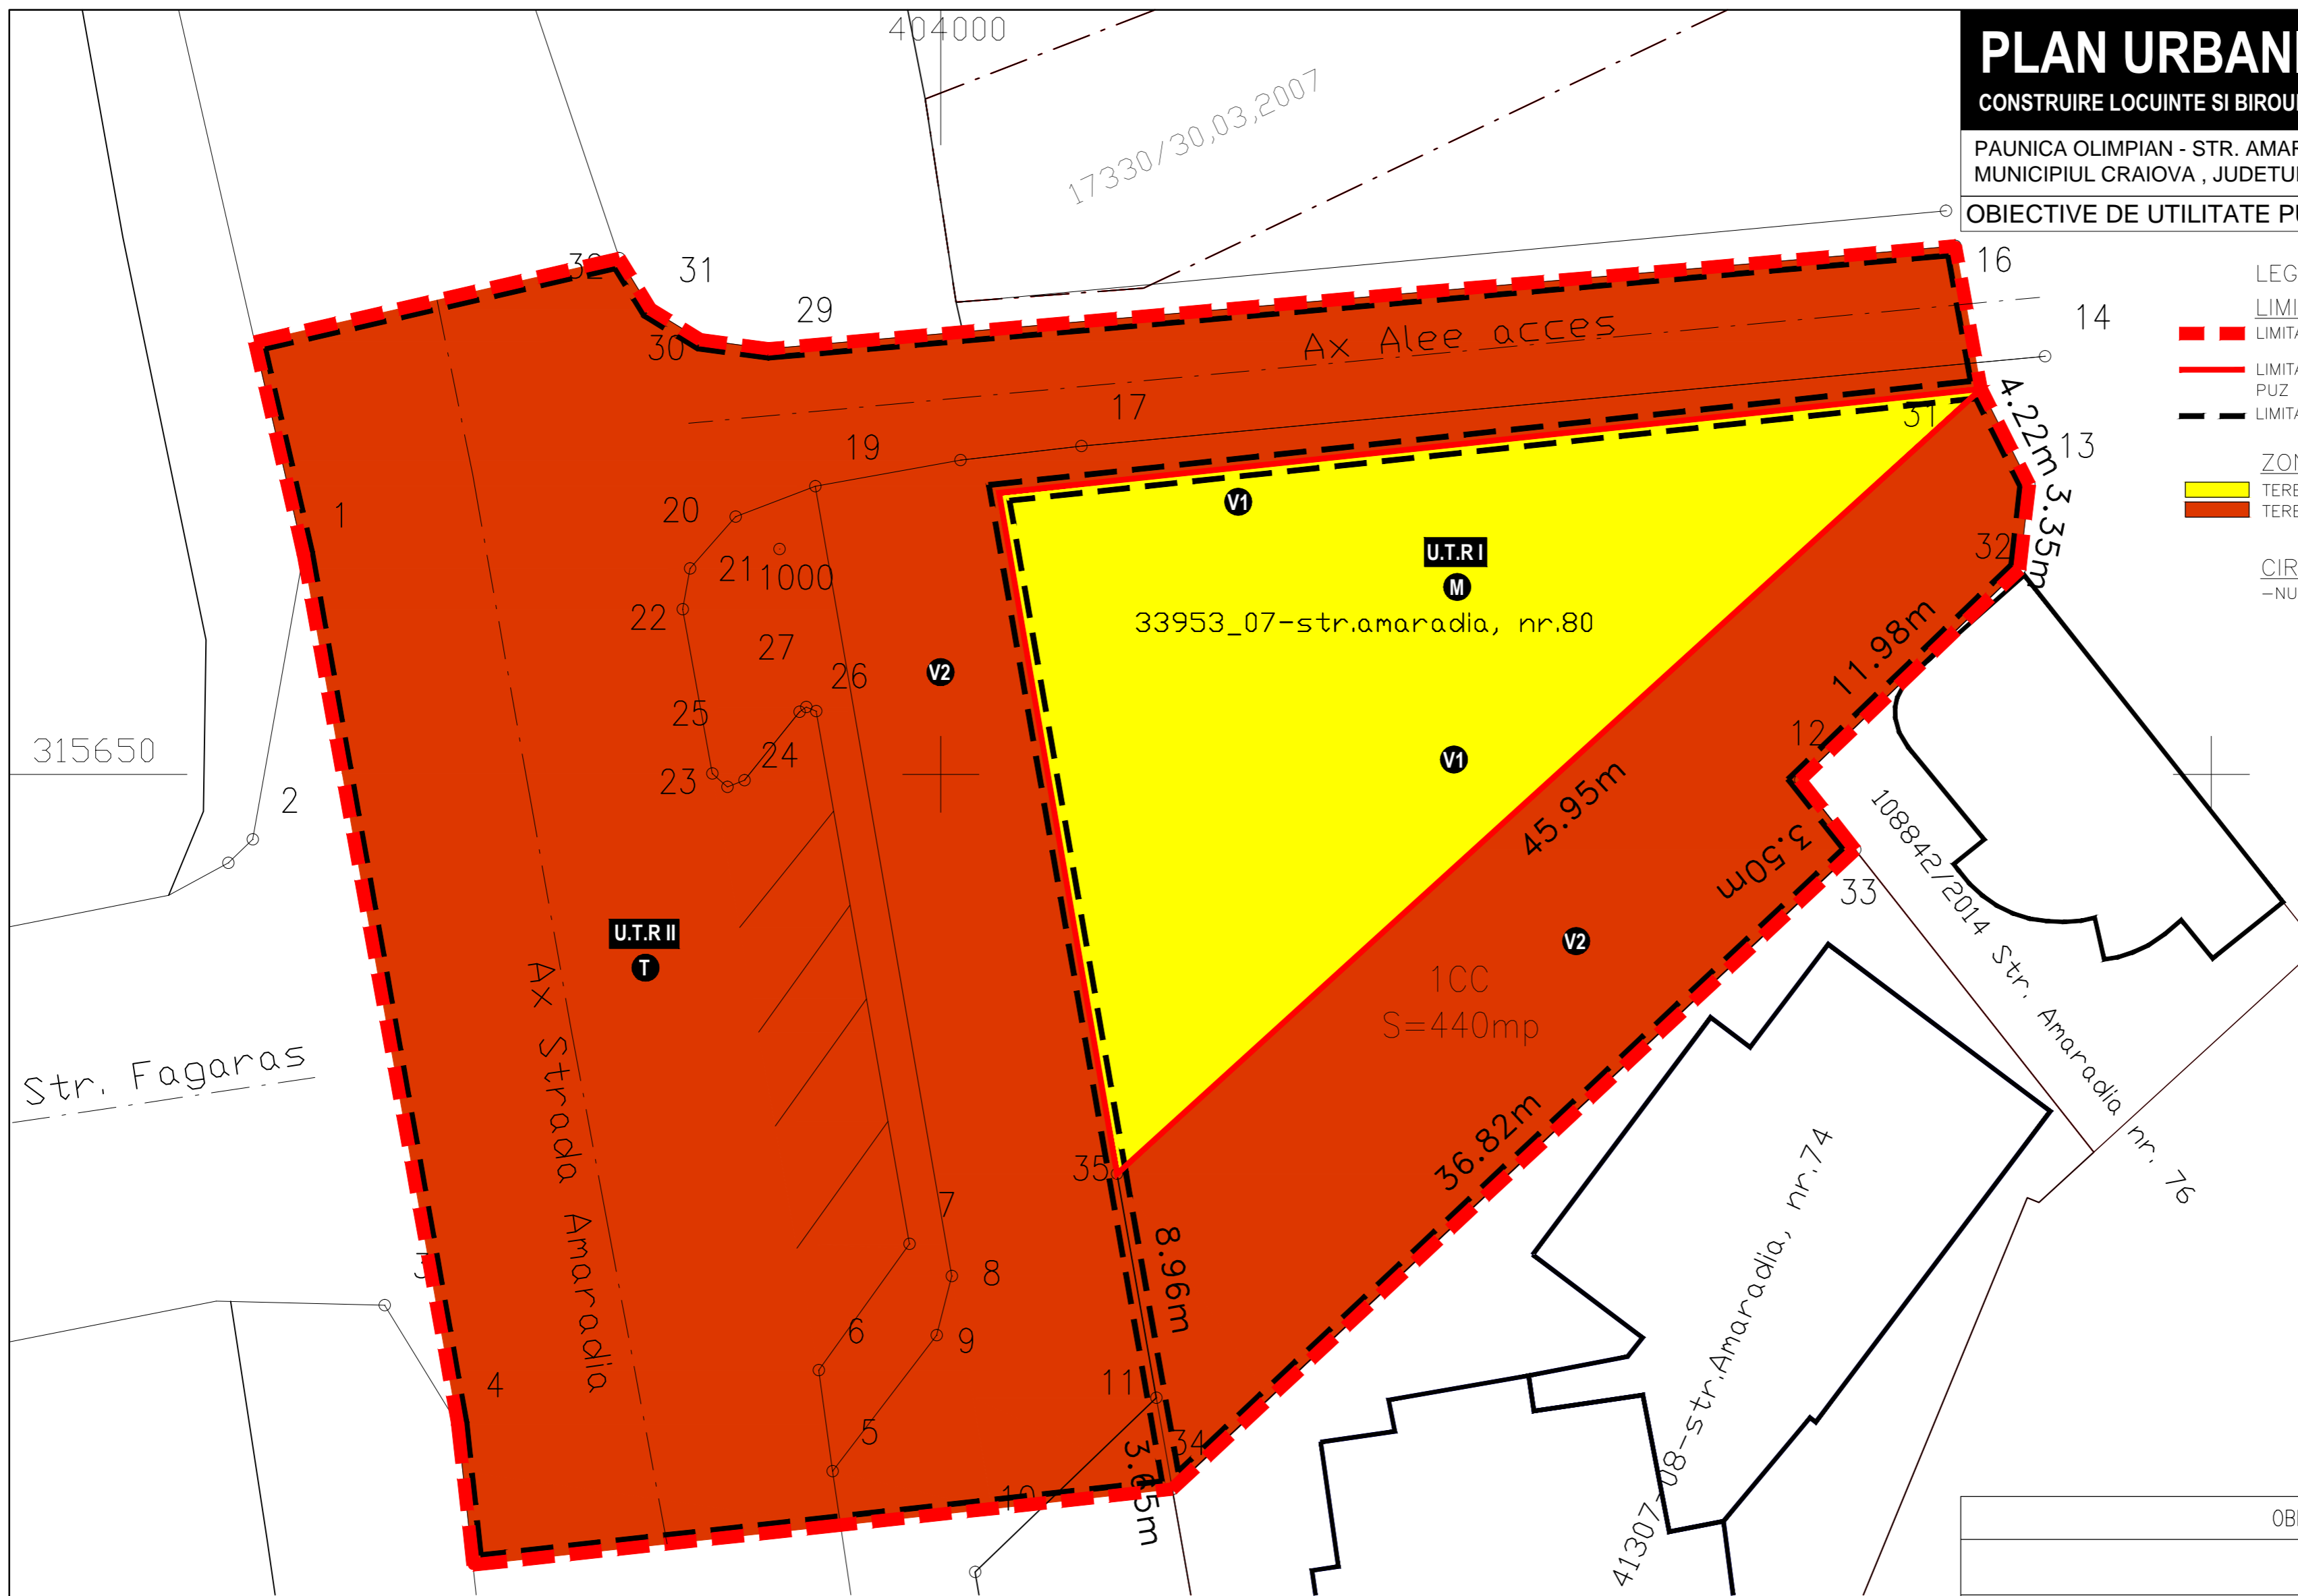 404000
17330/30,03,2007
PLAN URBANI
CONSTRUIRE LOCUINTE SI BIROUI
PAUNICA OLIMPIAN - STR. AMAR
MUNICIPIUL CRAIOVA , JUDETUL
OBIECTIVE DE UTILITATE PU
LEG
LIMI
LIMITA
LIMITA
PUZ
LIMITA
ZON
TERE
TERE
CIR
-NU
32
31
29
30
16
14
Ax Alee acces
17
31
4.22m
13
3.35m
32
19
20
21
1000
22
1
V1
U.T.R I
M
33953_07-str.amaradia, nr.80
27
26
V2
25
24
23
315650
2
11.98m
12
V1
45.95m
3.50m
33
108842/2014 Str. Amaradia nr. 76
U.T.R II
T
V2
1CC
S=440mp
Ax Strada Amaradia
Str. Fagaras
36.82m
35
7
8
8.96m
3
6
9
4
11
5
34
10
41307_08-str.Amaradia, nr.74
OBI